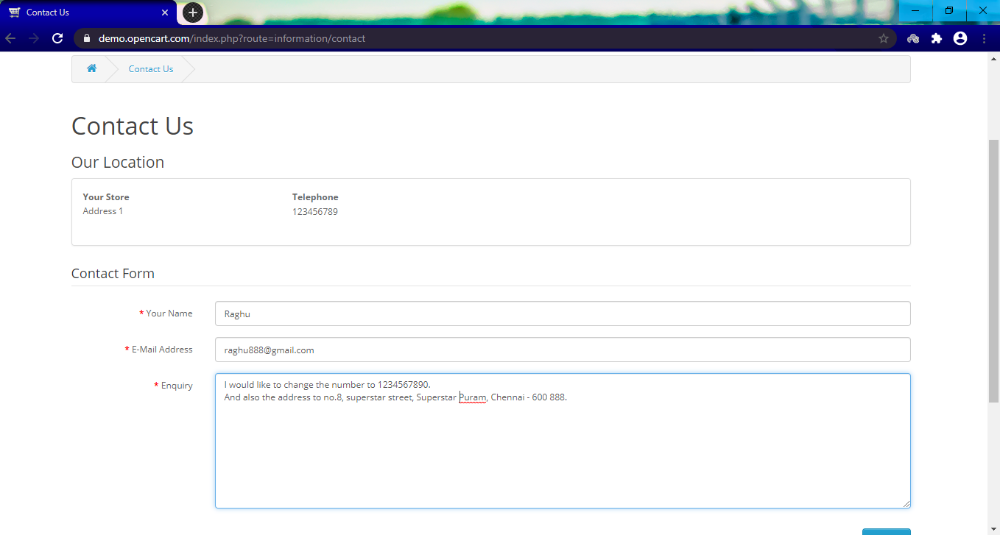 Contact Us
demo.opencart.com/index.php?route=information/contact
Contact Us
Contact Us
Our Location
Your Store
Telephone
Address 1
123456789
Contact Form
* Your Name
Raghu
* E-Mail Address
raghu888@gmail.com
* Enquiry
I would like to change the number to 1234567890.
And also the address to no.8, superstar street, Superstar Puram, Chennai - 600 888.